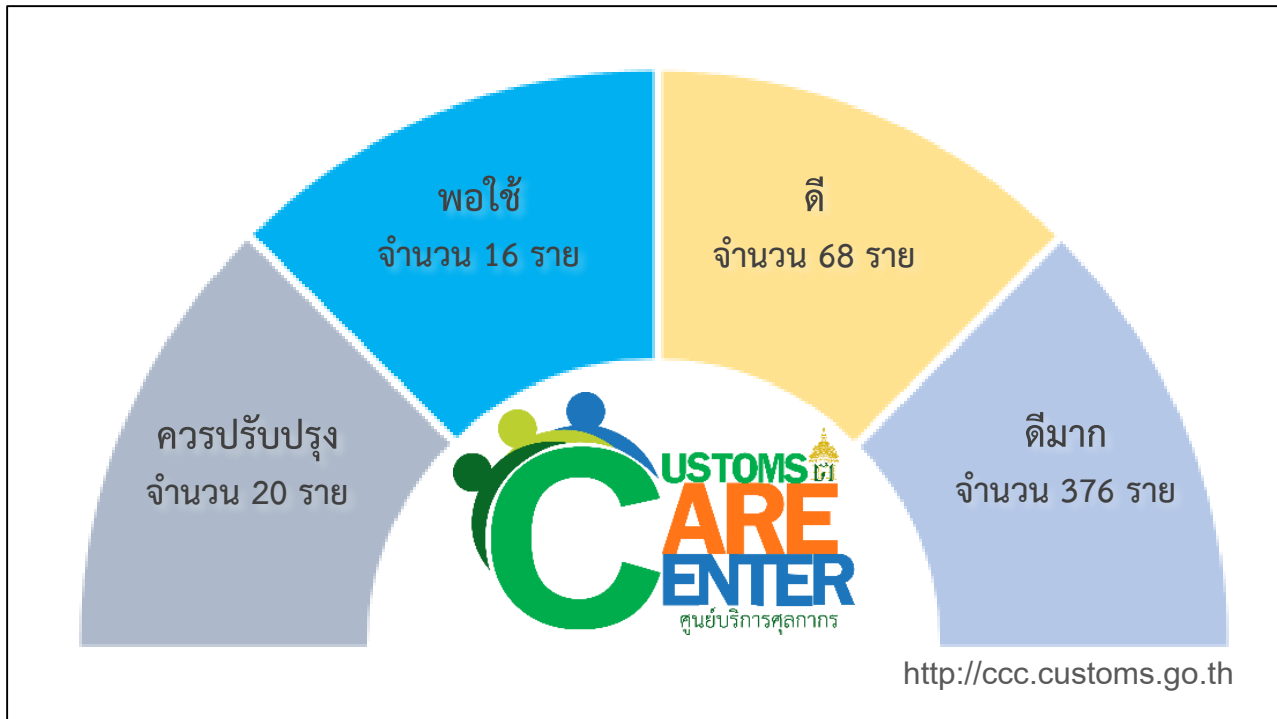 พอใช้
จำนวน 16 ราย
ดี
จำนวน 68 ราย
ควรปรับปรุง
จำนวน 20 ราย
ดีมาก
จำนวน 376 ราย
CUSTOMS
CARE
CENTER
ศูนย์บริการศุลกากร
http://ccc.customs.go.th